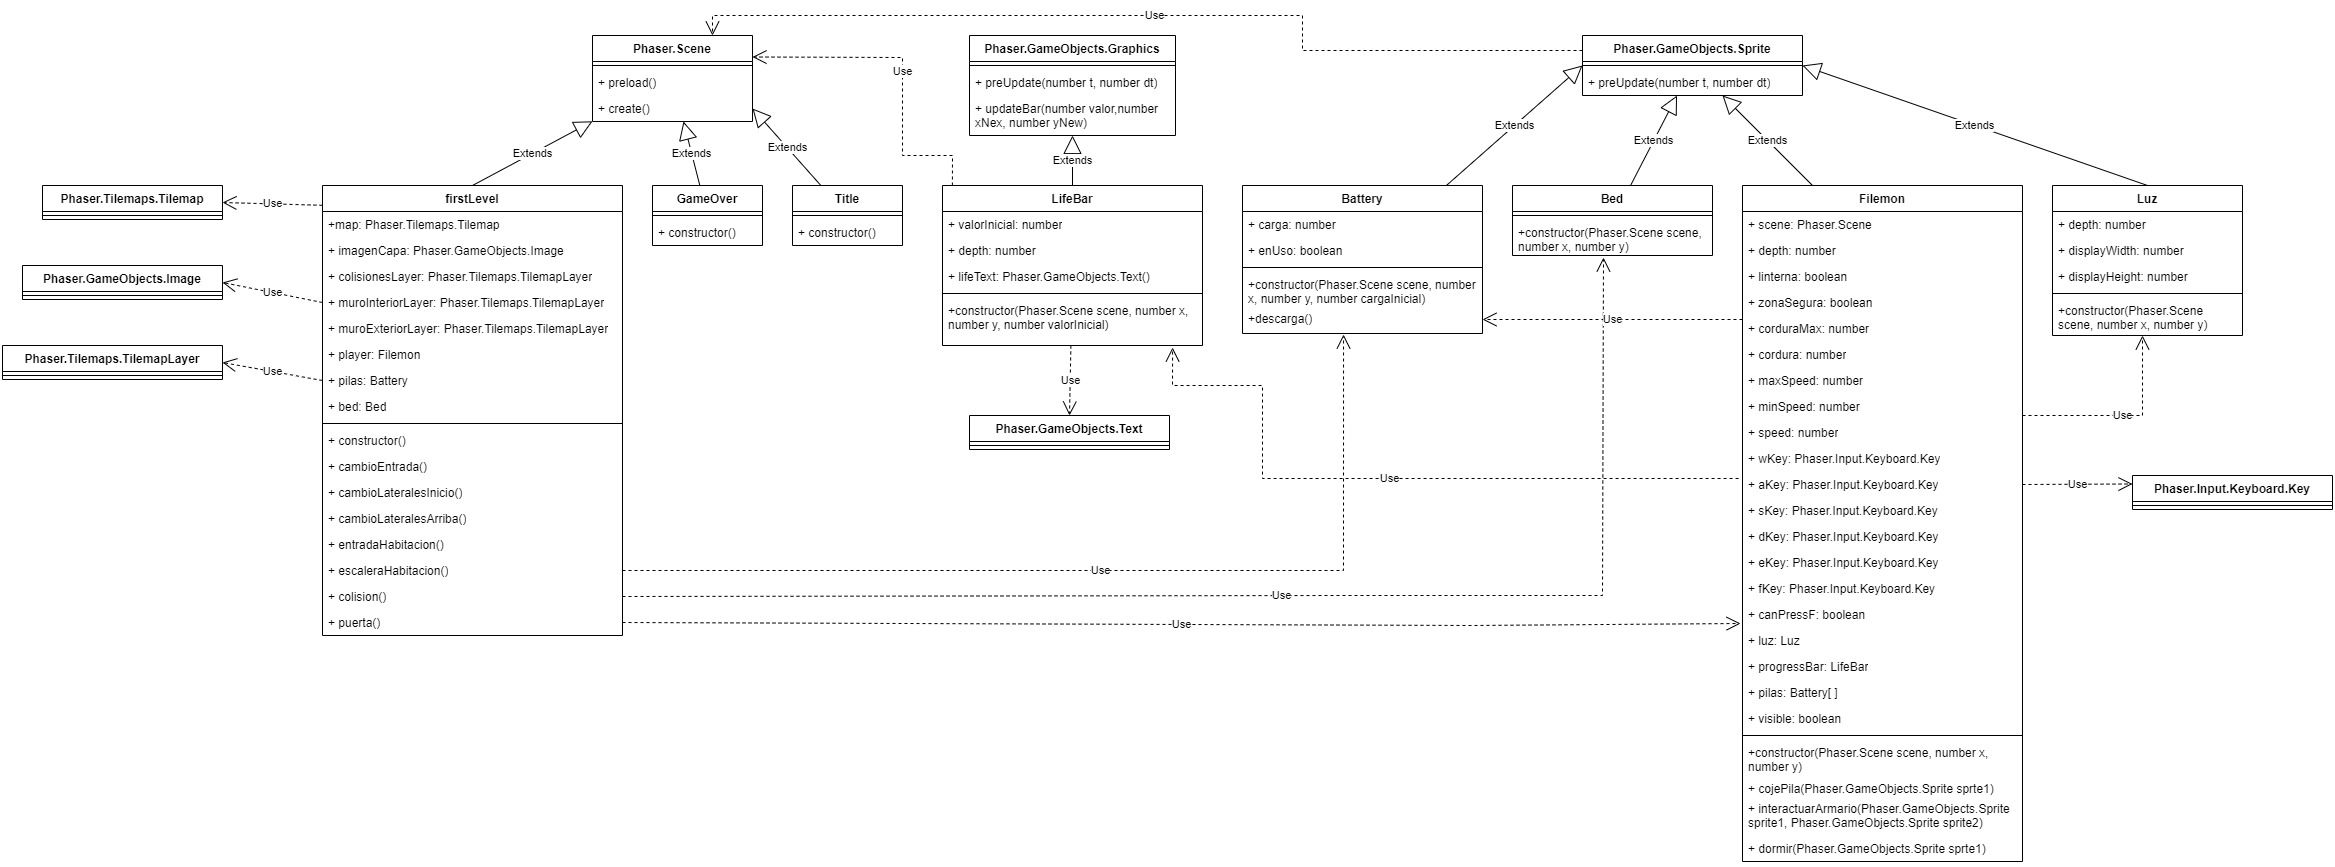 Use
Phaser.Scene
+ preload()
+ create()
Phaser.GameObjects.Graphics
+ preUpdate(number t, number dt)
+ updateBar(number valor,number
xNex, number yNew)
Phaser.GameObjects.Sprite
+ preUpdate(number t, number dt)
Use
Extends
Extends
Extends
Extends
Extends
Extends
Extends
Extends
Phaser.Tilemaps.Tilemap
Use
Phaser.GameObjects.Image
Use
Phaser.Tilemaps.TilemapLayer
Use
firstLevel
+map: Phaser.Tilemaps.Tilemap
+ imagenCapa: Phaser.GameObjects.Image
+ colisionesLayer: Phaser.Tilemaps.TilemapLayer
+ muroInteriorLayer: Phaser.Tilemaps.TilemapLayer
+ muroExteriorLayer: Phaser.Tilemaps.TilemapLayer
+ player: Filemon
+ pilas: Battery
+ bed: Bed
+ constructor()
+ cambioEntrada()
+ cambioLateralesInicio()
+ cambioLateralesArriba()
+ entradaHabitacion()
+ escaleraHabitacion()
+ colision()
+ puerta()
GameOver
+ constructor()
Title
+ constructor()
LifeBar
+ valorInicial: number
+ depth: number
+ lifeText: Phaser.GameObjects.Text()
+constructor(Phaser.Scene scene, number x,
number y, number valorInicial)
Use
Phaser.GameObjects.Text
Battery
+ carga: number
+ enUso: boolean
+constructor(Phaser.Scene scene, number
x, number y, number cargaInicial)
+descarga()
Bed
+constructor(Phaser.Scene scene,
number x, number y)
Use
Use
Use
Use
Use
Filemon
+ scene: Phaser.Scene
+ depth: number
+ linterna: boolean
+ zonaSegura: boolean
+ corduraMax: number
+ cordura: number
+ maxSpeed: number
+ minSpeed: number
+ speed: number
+ wKey: Phaser.Input.Keyboard.Key
+ aKey: Phaser.Input.Keyboard.Key
+ sKey: Phaser.Input.Keyboard.Key
+ dKey: Phaser.Input.Keyboard.Key
+ eKey: Phaser.Input.Keyboard.Key
+ fKey: Phaser.Input.Keyboard.Key
+ canPressF: boolean
+ luz: Luz
+ progressBar: LifeBar
+ pilas: Battery[ ]
+ visible: boolean
+constructor(Phaser.Scene scene, number x,
number y)
+ cojePila(Phaser.GameObjects.Sprite sprte1)
+ interactuarArmario(Phaser.GameObjects.Sprite
sprite1, Phaser.GameObjects.Sprite sprite2)
+ dormir(Phaser.GameObjects.Sprite sprte1)
Luz
+ depth: number
+ displayWidth: number
+ displayHeight: number
+constructor(Phaser.Scene
scene, number x, number y)
Use
Use
Phaser.Input.Keyboard.Key